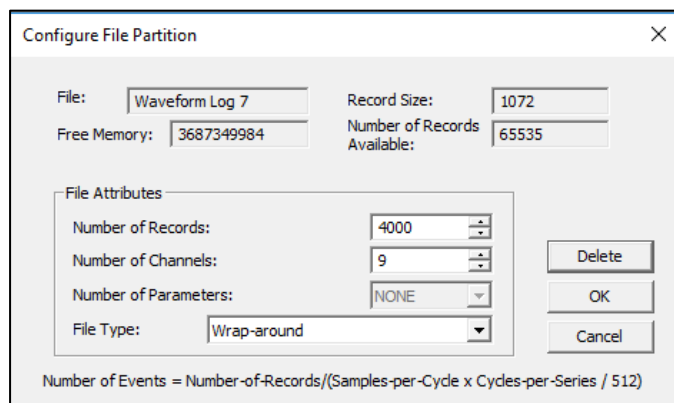 Configure File Partition
File: Waveform Log 7 Record Size: 1072
Free Memory: 3687349984 Number of Records Available: 65535
File Attributes
Number of Records: 4000
Number of Channels: 9
Number of Parameters: NONE
File Type: Wrap-around
Delete
OK
Cancel
Number of Events = Number-of-Records/(Samples-per-Cycle x Cycles-per-Series / 512)